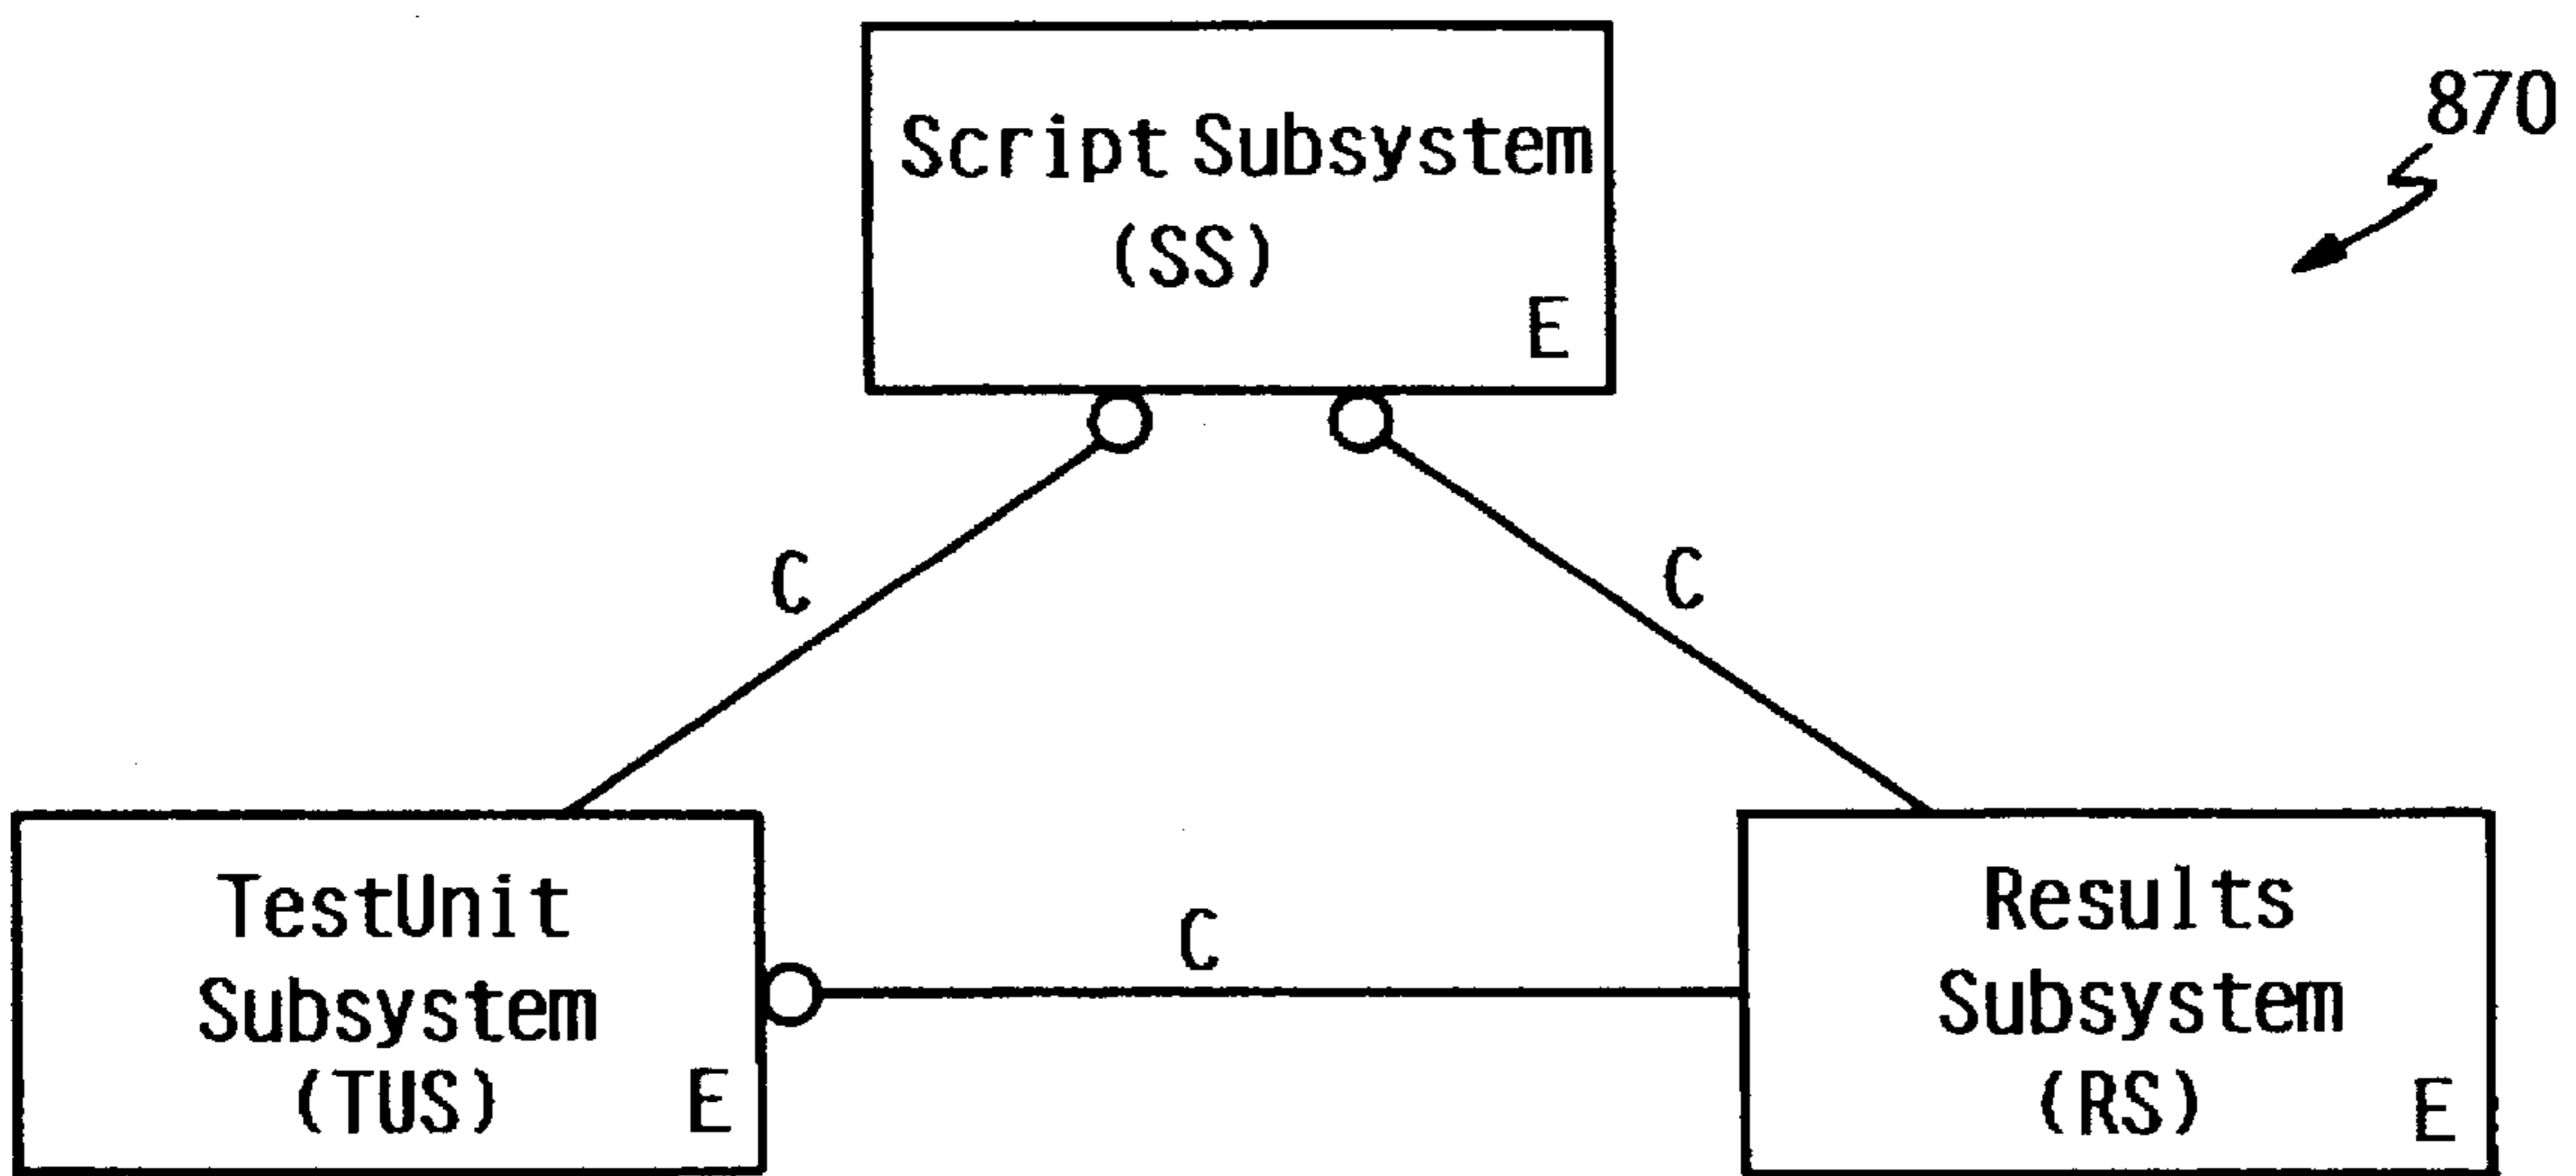 870
Script Subsystem
(SS)
E
C
C
TestUnit
Subsystem
(TUS)
E
C
Results
Subsystem
(RS)
E